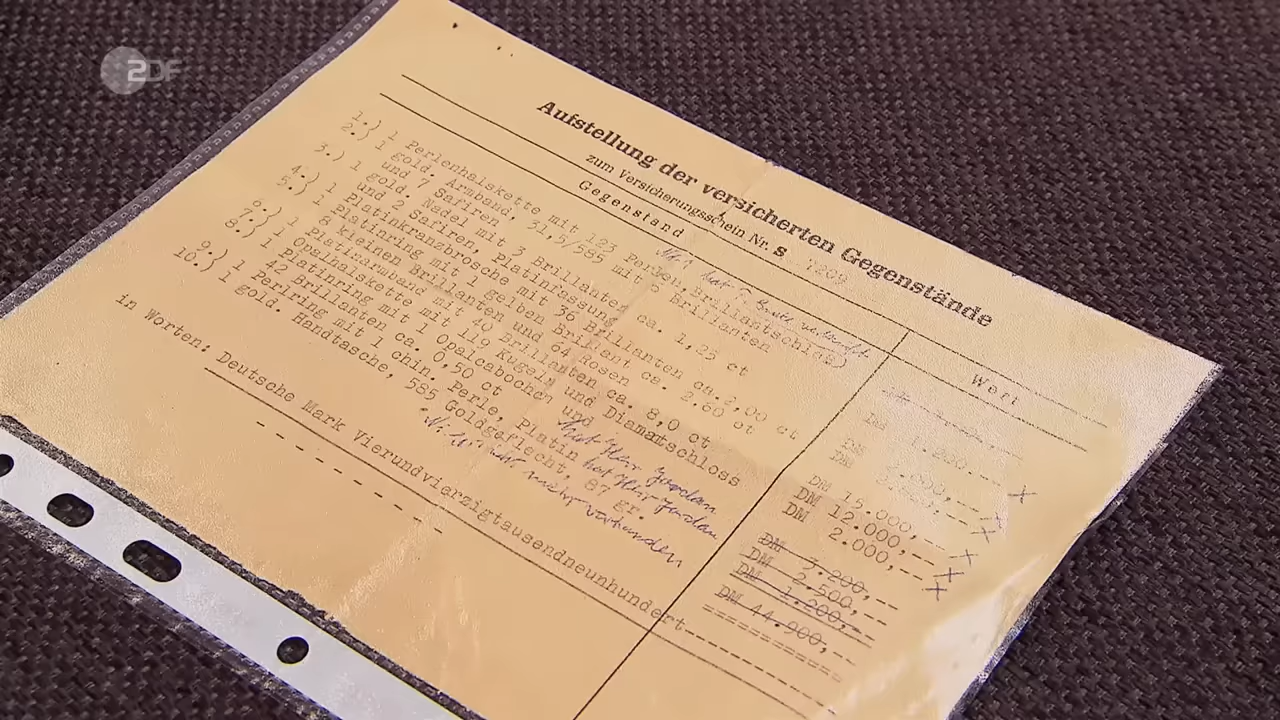 ZDF
Aufstellung der versicherten Gegenstände
zum Versicherungsschein Nr. S
Gegenstand
Wert
1.) 1 Perlenhalskette mit 123 Perlen, Brillantschloß
2.) 1 gold. Armband, 31,5/585 mit Brillanten
und 7 Safiren ca. 1,25 ct
3.) 1 gold. Nadel mit 3 Brillanten
und 2 Safiren, Platinfassung ca. 2,00 ct
4.) 1 Platinkranzbrosche mit 36 Brillanten ca. 2.60 ct
5.) 1 Platinring mit 1 gelben Brillant ca.
8 kleinen Brillanten und 64 Rosen
1 Platinarmband mit 40 Brillanten ca. 8,0 ct
1 Opalhalskette mit 119 Kugeln und Diamantschloss
8.) 1 Platinring mit 1 Opalcabochon und
42 Brillanten ca. 0,50 ct hat Herr Jordan
9.) 1 Perlring mit 1 chin. Perle, Platin hat Herr Jordan
10.) 1 gold. Handtasche, 585 Goldgeflecht, 87 gr.
nicht mehr vorhanden
DM 15.000,-- x
DM 12.000,-- x
DM 2.000,-- x
DM 3.200,--
DM 2.500,--
DM 1.200,--
DM 44.900,--
in Worten: Deutsche Mark Vierundvierzigtausendneunhundert